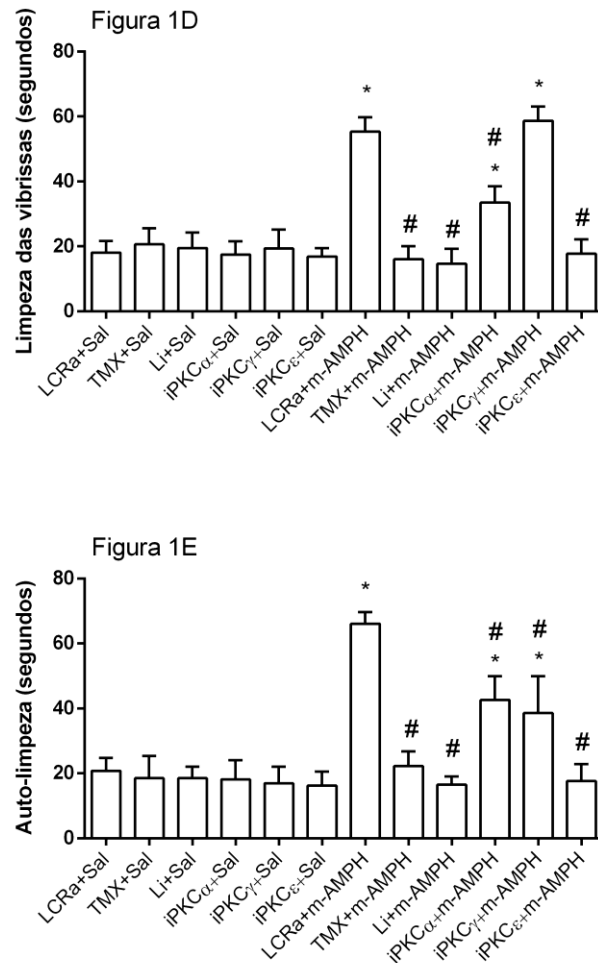 Figura 1D
Limpeza das vibrissas (segundos)
80
60
40
20
0
*
#
#
#
*
*
#
LCRa+Sal
TMX+Sal
Li+Sal
iPKCα+Sal
iPKCγ+Sal
iPKCε+Sal
LCRa+m-AMPH
TMX+m-AMPH
Li+m-AMPH
iPKCα+m-AMPH
iPKCγ+m-AMPH
iPKCε+m-AMPH
Figura 1E
Auto-limpeza (segundos)
80
60
40
20
0
*
#
#
#
*
#
*
#
LCRa+Sal
TMX+Sal
Li+Sal
iPKCα+Sal
iPKCγ+Sal
iPKCε+Sal
LCRa+m-AMPH
TMX+m-AMPH
Li+m-AMPH
iPKCα+m-AMPH
iPKCγ+m-AMPH
iPKCε+m-AMPH